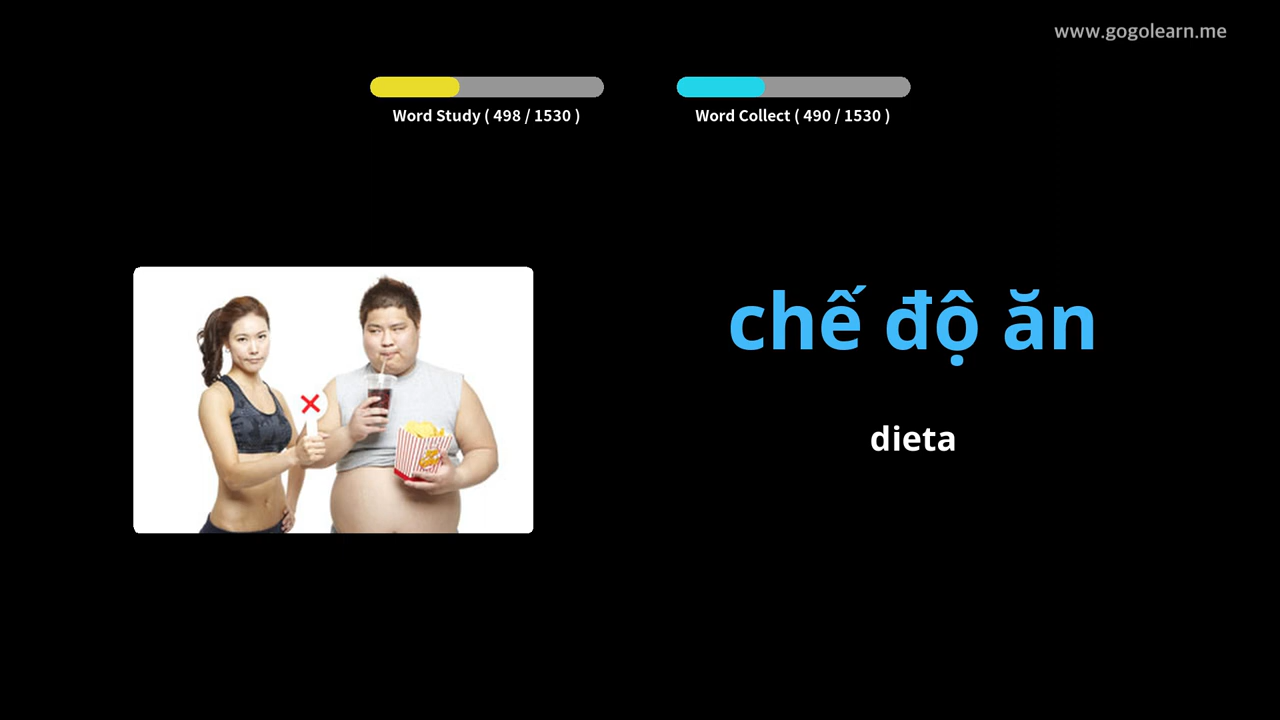 www.gogolearn.me
Word Study ( 498 / 1530 )
Word Collect ( 490 / 1530 )
chế độ ăn
dieta